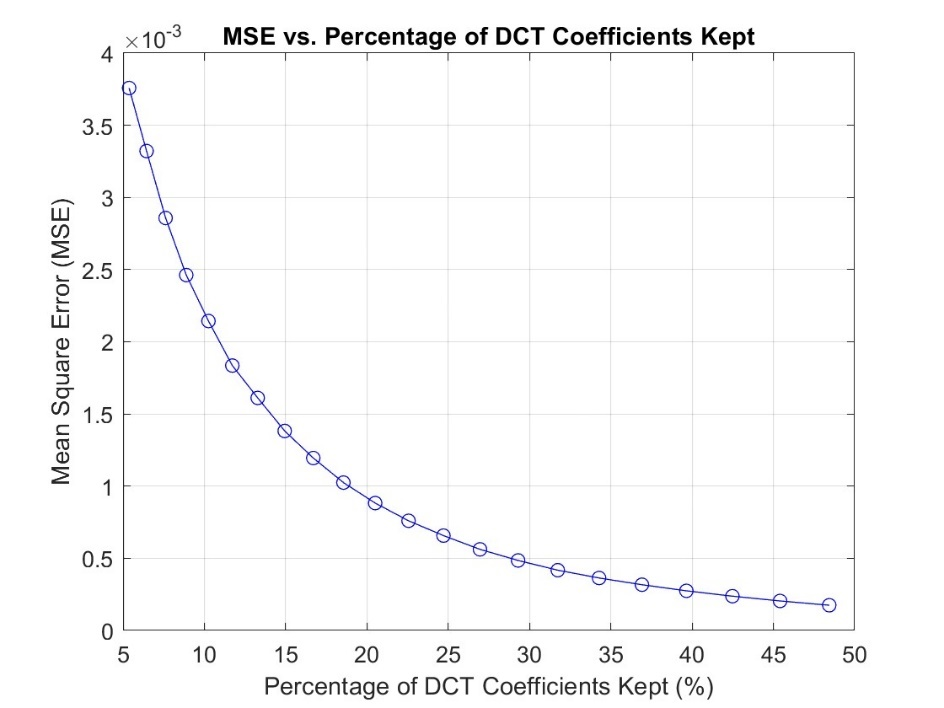 ×10⁻³
MSE vs. Percentage of DCT Coefficients Kept
4
3.5
3
2.5
2
1.5
1
0.5
0
Mean Square Error (MSE)
5 10 15 20 25 30 35 40 45 50
Percentage of DCT Coefficients Kept (%)